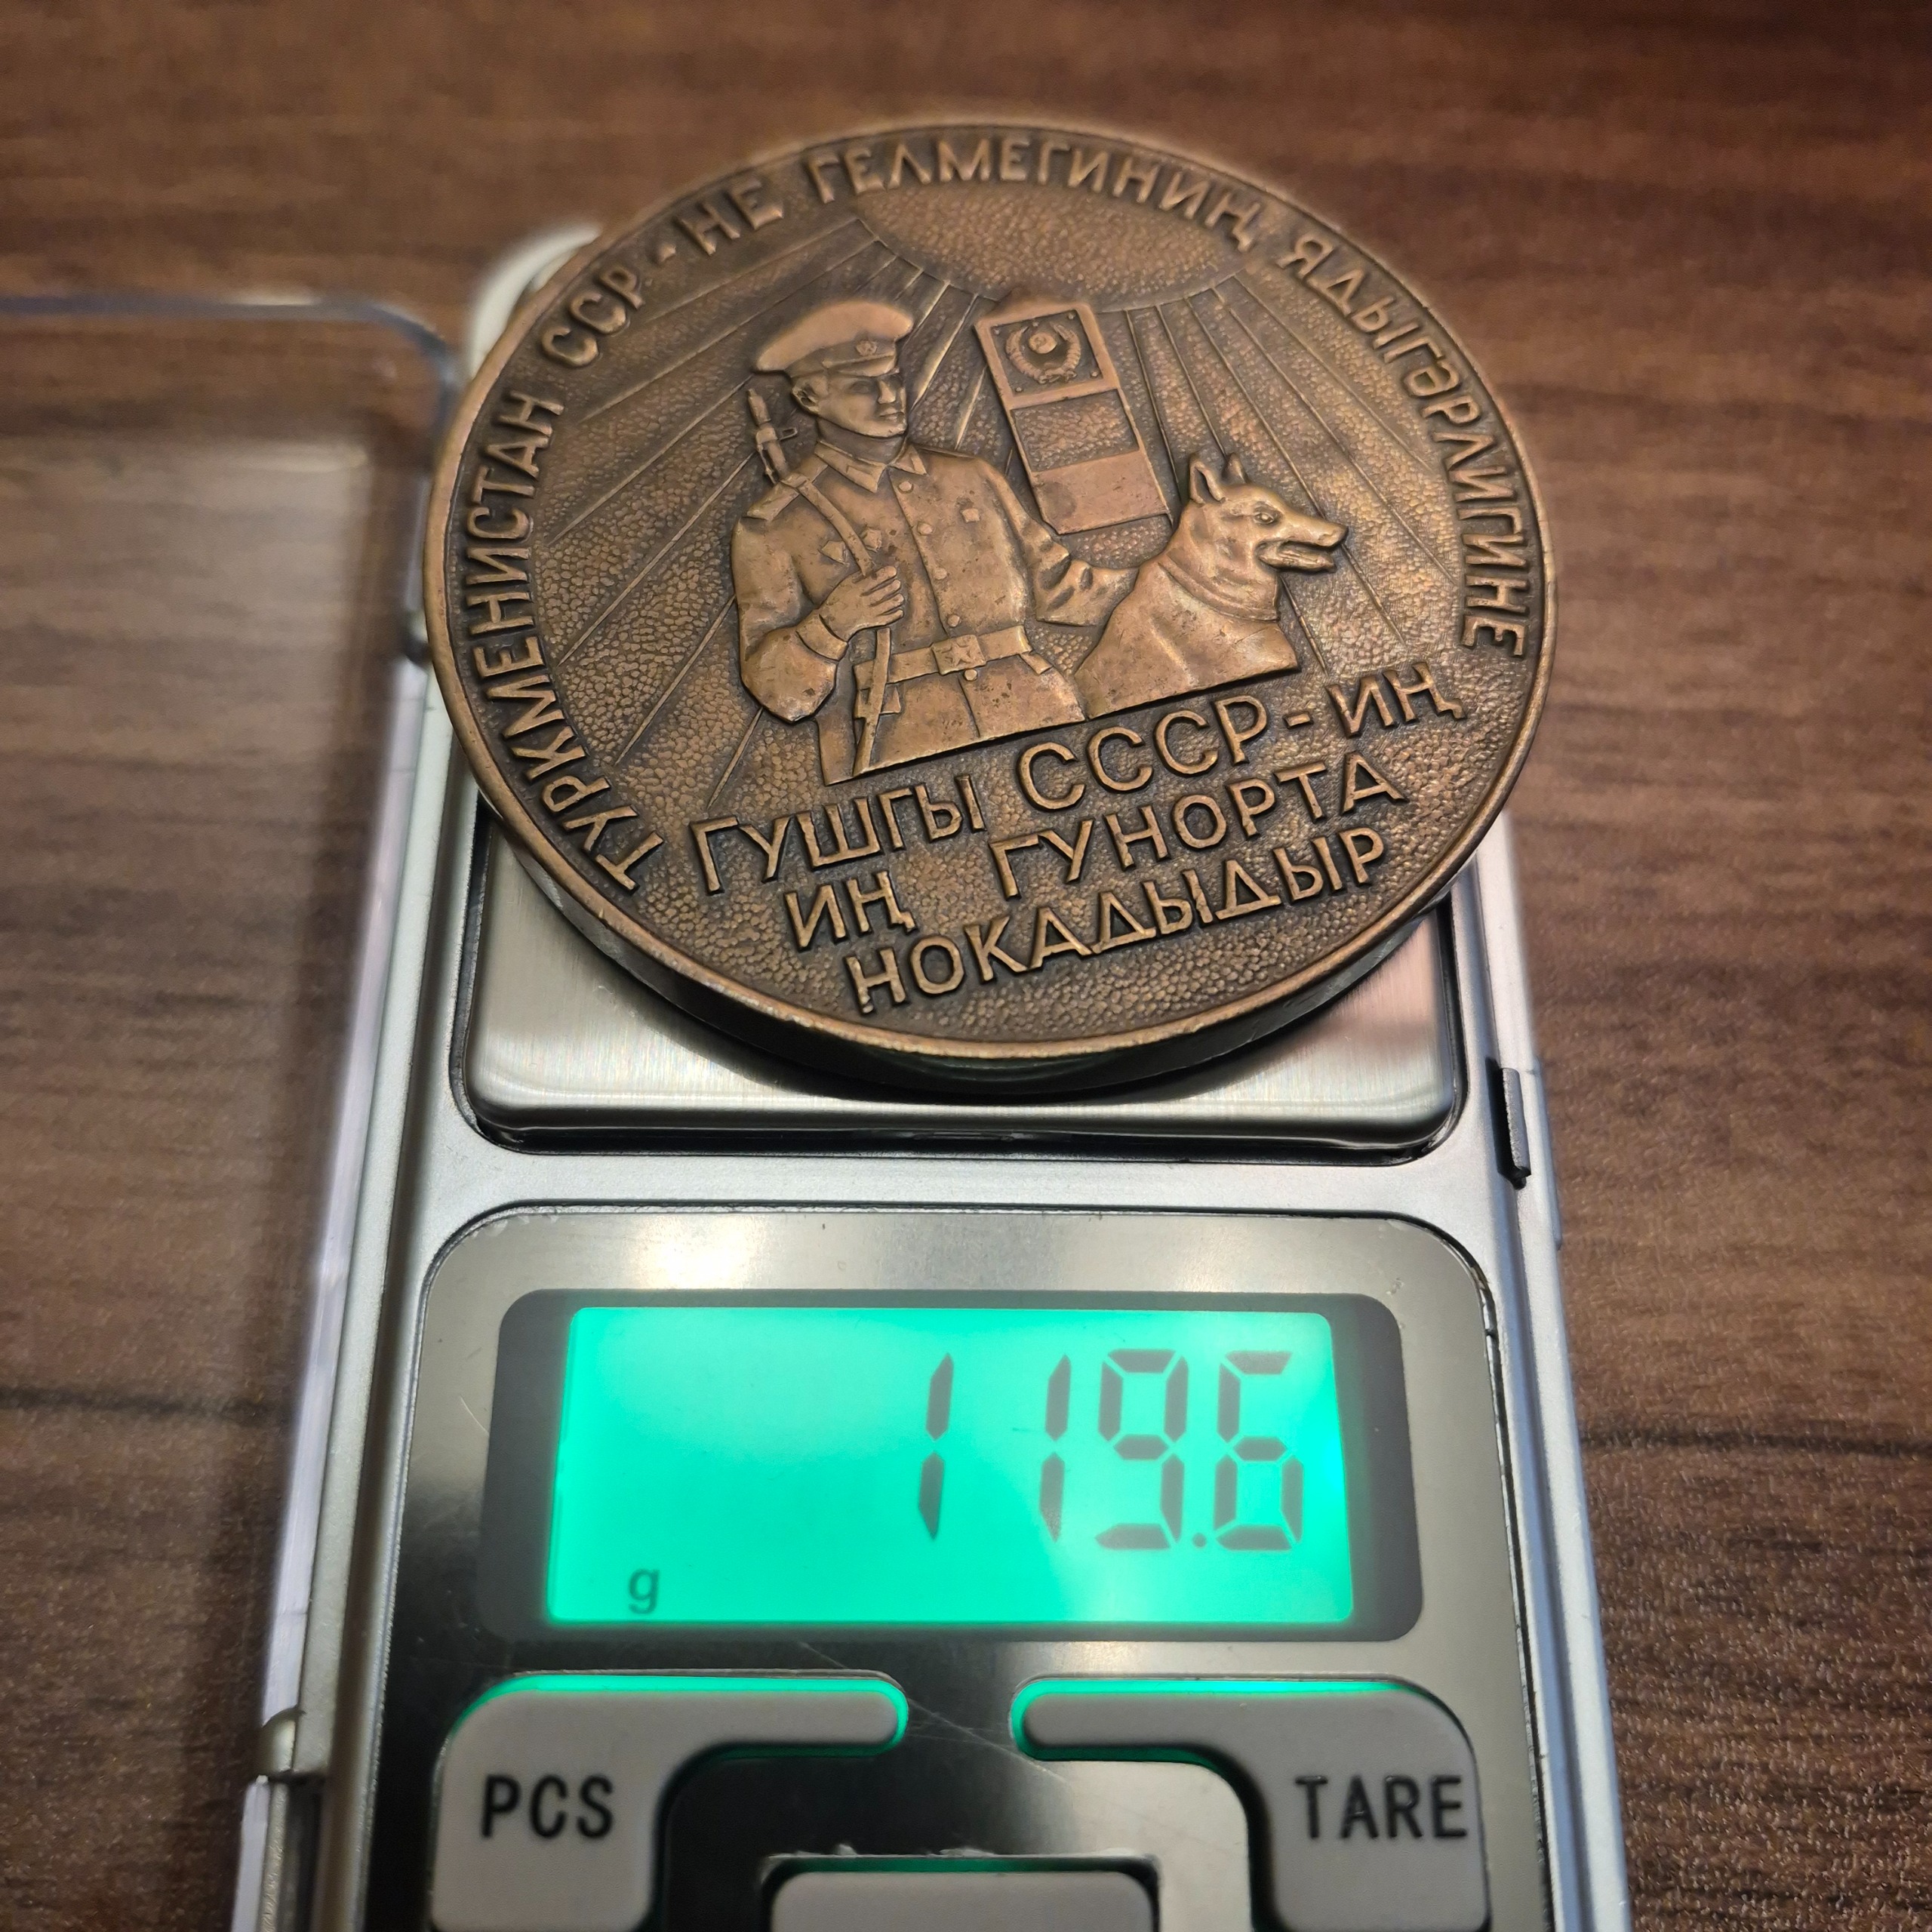 ТУРКМЕНИСТАН ССР-НЕ ГЕЛМЕГИНИҢ ЯДЫГӘРЛИГИНЕ
ГУШГЫ СССР-ИҢ
ИҢ ГУНОРТА
НОКАДЫДЫР
119.6
g
PCS
TARE